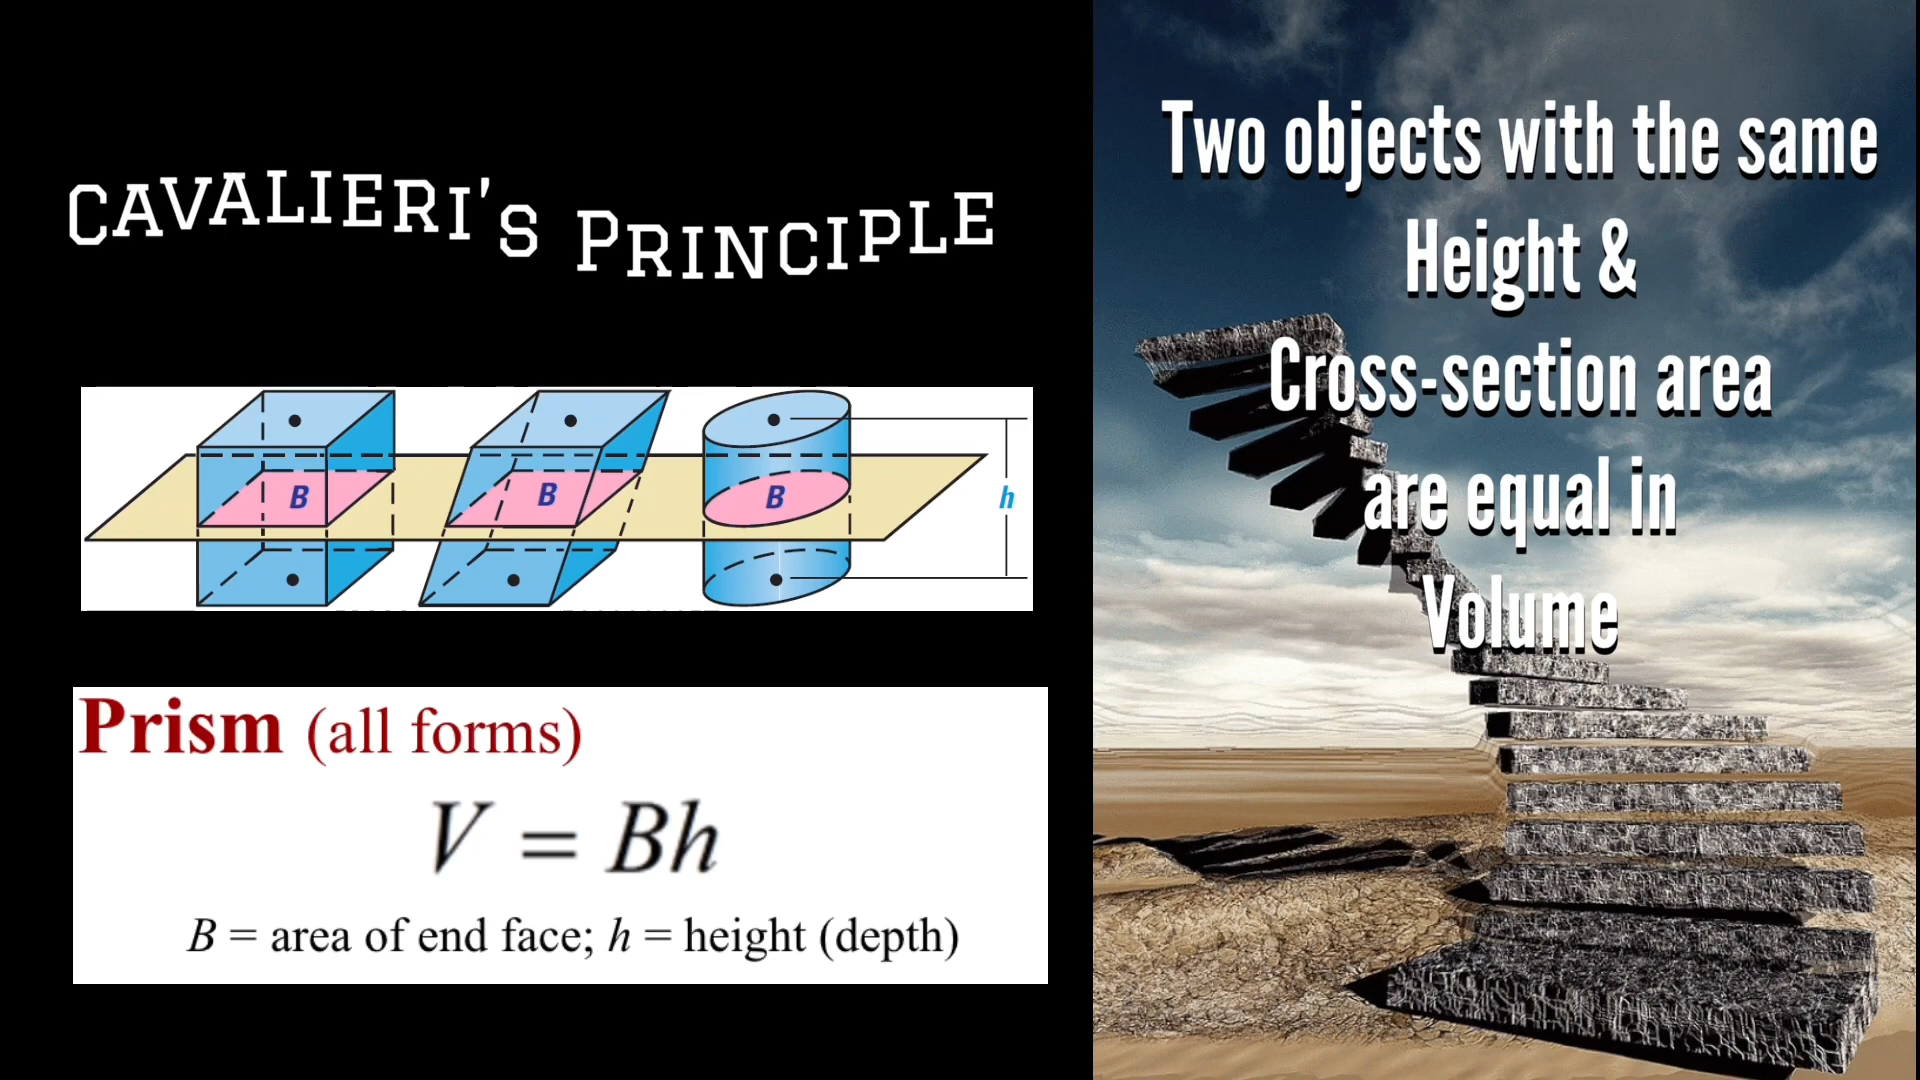 CAVALIERI'S PRINCIPLE
B
B
B
h
Prism (all forms)
V = Bh
B = area of end face; h = height (depth)
Two objects with the same
Height &
Cross-section area
are equal in
Volume